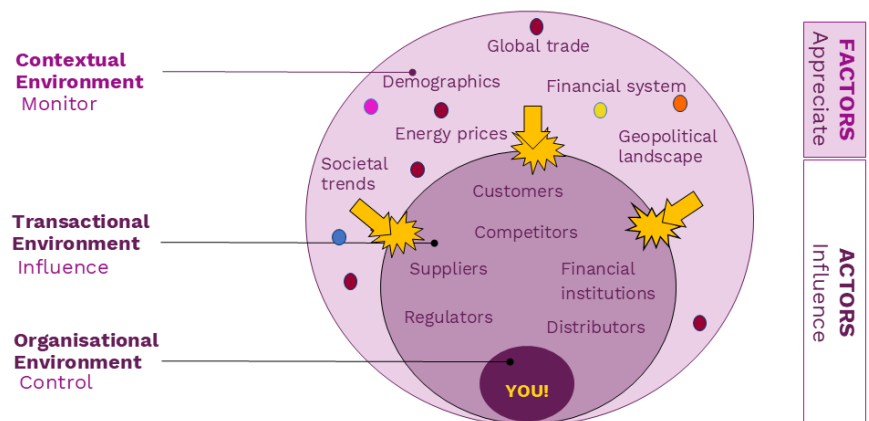 Contextual
Environment
Monitor
Transactional
Environment
Influence
Organisational
Environment
Control
Global trade
Demographics
Financial system
Energy prices
Geopolitical
landscape
Societal
trends
Customers
Competitors
Suppliers
Financial
institutions
Regulators
Distributors
YOU!
FACTORS
Appreciate
ACTORS
Influence